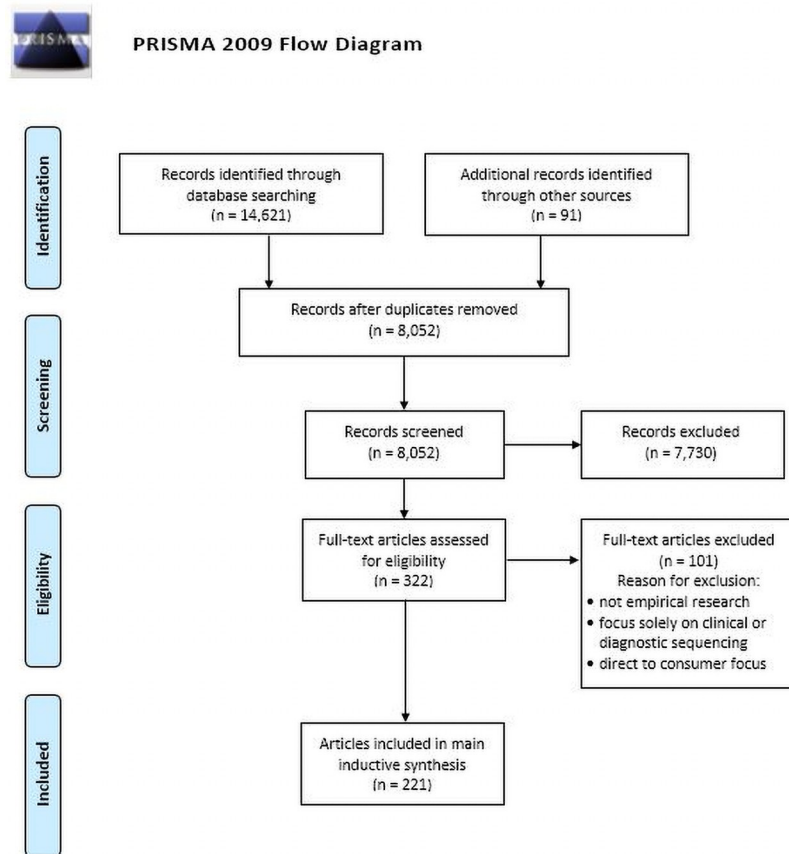 PRISMA
PRISMA 2009 Flow Diagram
Identification
Records identified through
database searching
(n = 14,621)
Additional records identified
through other sources
(n = 91)
Records after duplicates removed
(n = 8,052)
Screening
Records screened
(n = 8,052)
Records excluded
(n = 7,730)
Eligibility
Full-text articles assessed
for eligibility
(n = 322)
Full-text articles excluded
(n = 101)
Reason for exclusion:
• not empirical research
• focus solely on clinical or
diagnostic sequencing
• direct to consumer focus
Included
Articles included in main
inductive synthesis
(n = 221)